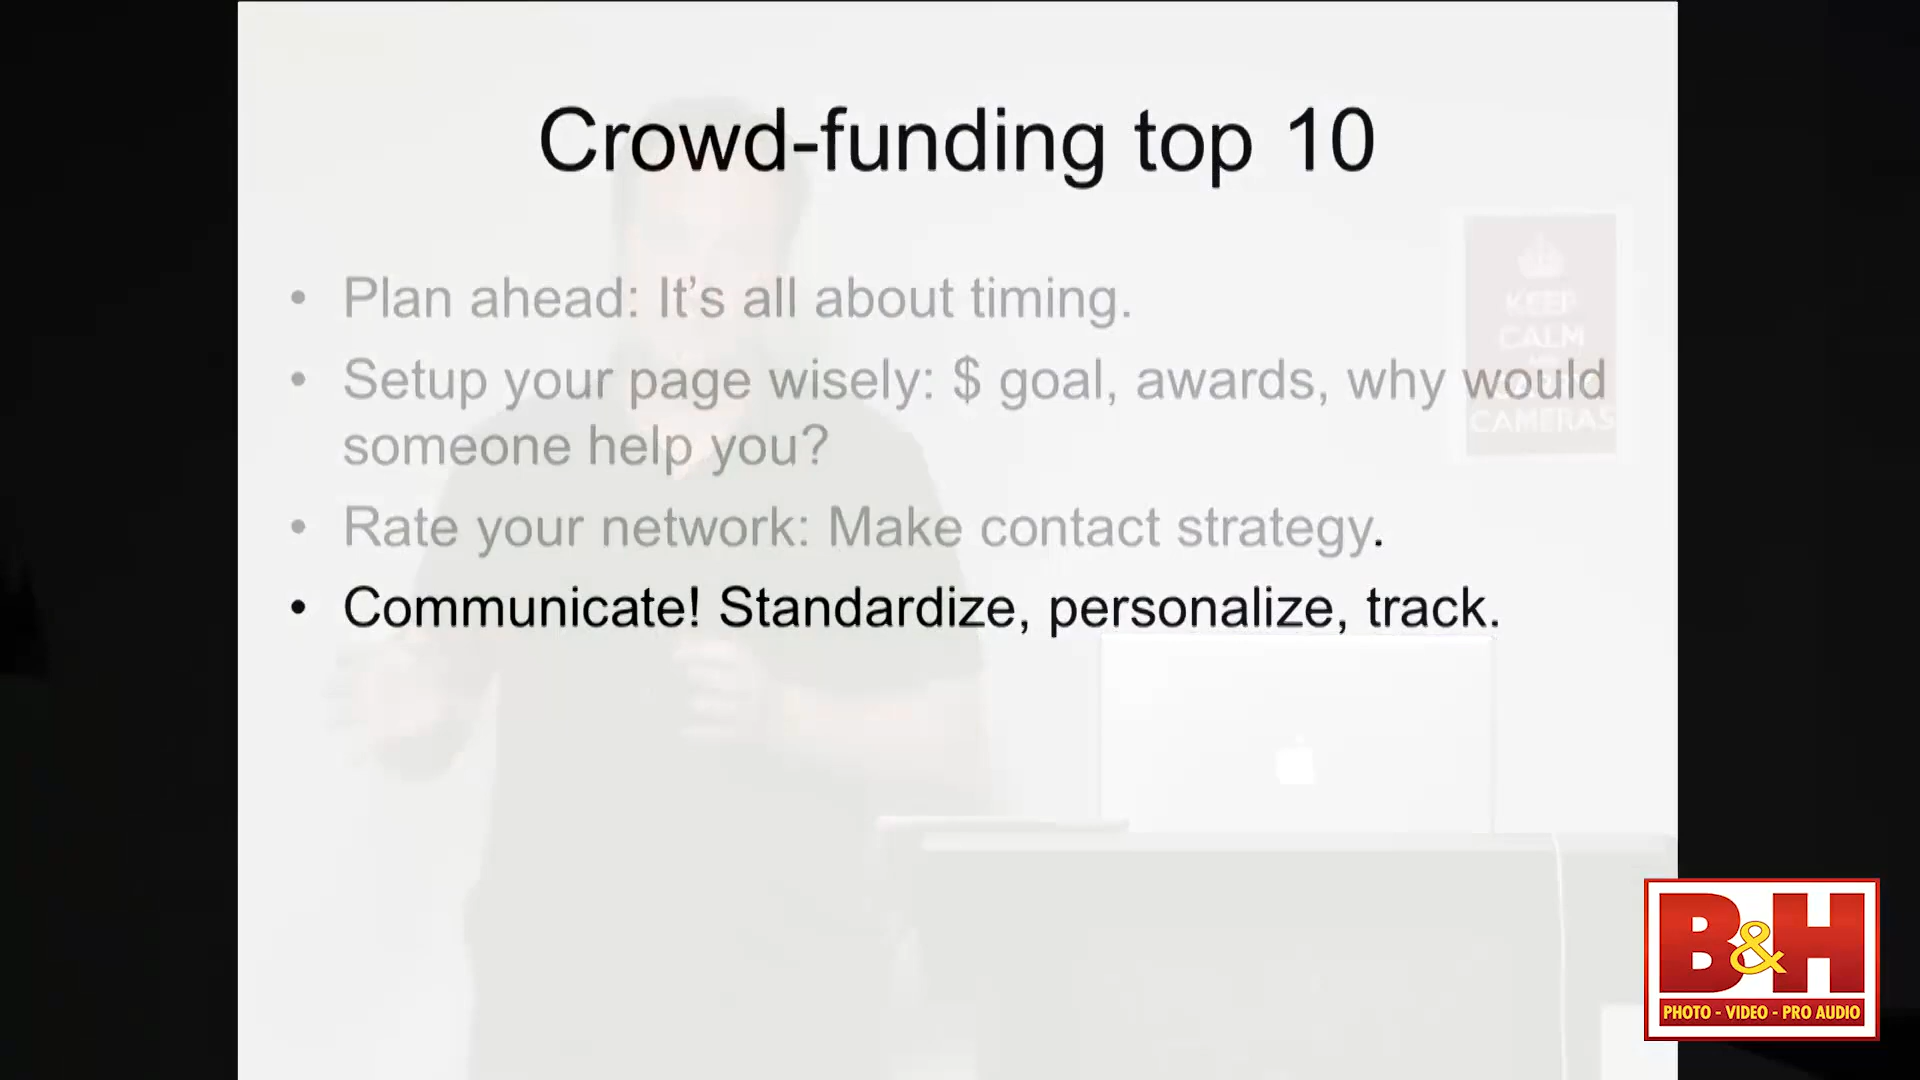 Crowd-funding top 10
• Plan ahead: It's all about timing.
• Setup your page wisely: $ goal, awards, why would
someone help you?
• Rate your network: Make contact strategy.
• Communicate! Standardize, personalize, track.
KEEP
CALM
AND
CARRY
CAMERAS
B&H
PHOTO - VIDEO - PRO AUDIO